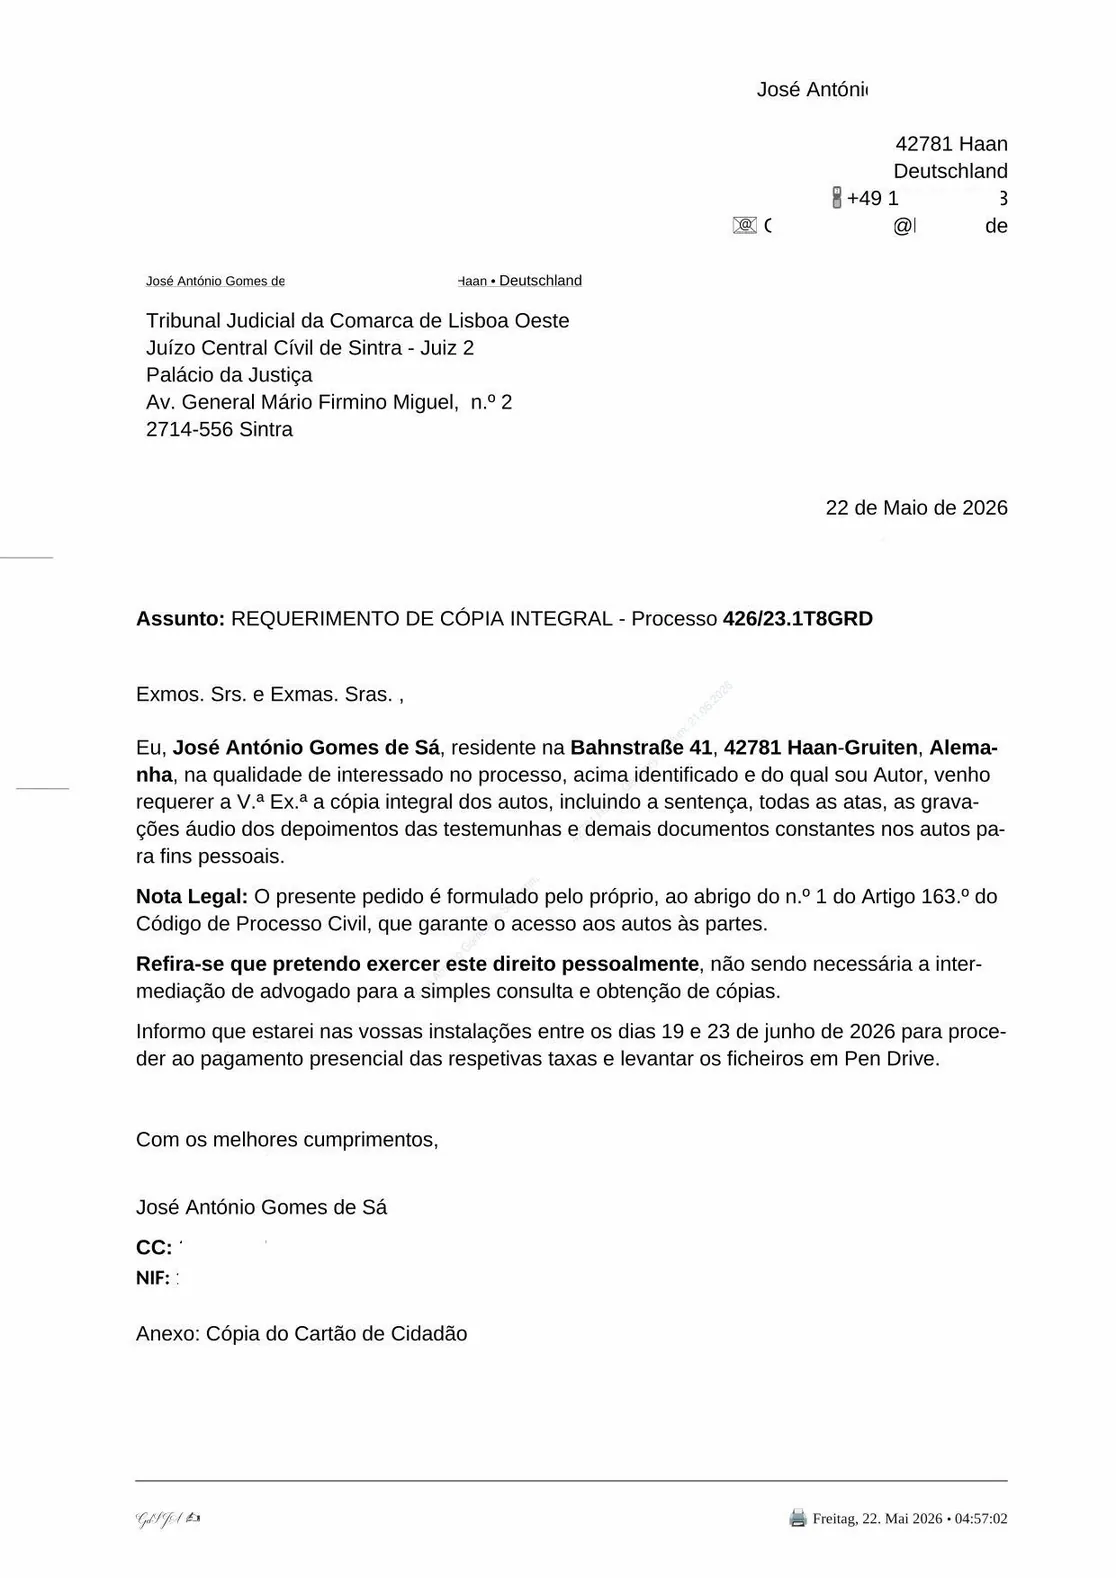 José António
42781 Haan
Deutschland
+49 1 3
@ de
José António Gomes de Haan • Deutschland
Tribunal Judicial da Comarca de Lisboa Oeste
Juízo Central Cívil de Sintra - Juiz 2
Palácio da Justiça
Av. General Mário Firmino Miguel, n.º 2
2714-556 Sintra
22 de Maio de 2026
Assunto: REQUERIMENTO DE CÓPIA INTEGRAL - Processo 426/23.1T8GRD
Exmos. Srs. e Exmas. Sras. ,
Eu, José António Gomes de Sá, residente na Bahnstraße 41, 42781 Haan-Gruiten, Alema-
nha, na qualidade de interessado no processo, acima identificado e do qual sou Autor, venho
requerer a V.ª Ex.ª a cópia integral dos autos, incluindo a sentença, todas as atas, as grava-
ções áudio dos depoimentos das testemunhas e demais documentos constantes nos autos pa-
ra fins pessoais.
Nota Legal: O presente pedido é formulado pelo próprio, ao abrigo do n.º 1 do Artigo 163.º do
Código de Processo Civil, que garante o acesso aos autos às partes.
Refira-se que pretendo exercer este direito pessoalmente, não sendo necessária a inter-
mediação de advogado para a simples consulta e obtenção de cópias.
Informo que estarei nas vossas instalações entre os dias 19 e 23 de junho de 2026 para proce-
der ao pagamento presencial das respetivas taxas e levantar os ficheiros em Pen Drive.
Com os melhores cumprimentos,
José António Gomes de Sá
CC:
NIF:
Anexo: Cópia do Cartão de Cidadão
Freitag, 22. Mai 2026 • 04:57:02